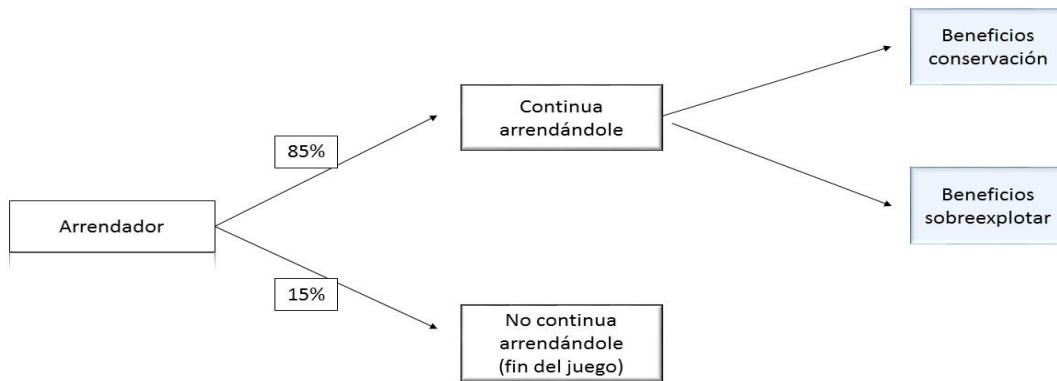 Arrendador
85%
15%
Continua
arrendándole
No continua
arrendándole
(fin del juego)
Beneficios
conservación
Beneficios
sobreexplotar